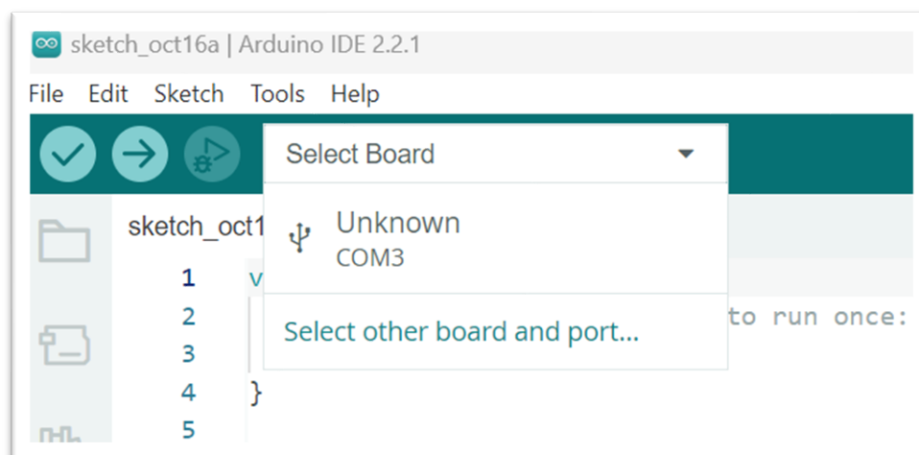 sketch_oct16a | Arduino IDE 2.2.1
File Edit Sketch Tools Help
Select Board
Unknown
COM3
Select other board and port...
sketch_oct1
1 v
2 to run once:
3
4 }
5